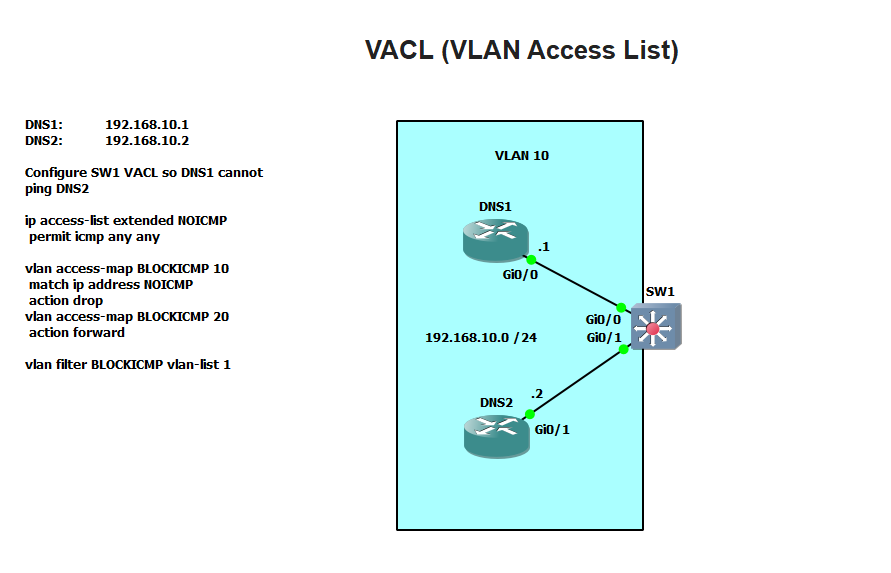 VACL (VLAN Access List)
DNS1: 192.168.10.1
DNS2: 192.168.10.2
Configure SW1 VACL so DNS1 cannot
ping DNS2
ip access-list extended NOICMP
permit icmp any any
vlan access-map BLOCKICMP 10
match ip address NOICMP
action drop
vlan access-map BLOCKICMP 20
action forward
vlan filter BLOCKICMP vlan-list 1
VLAN 10
DNS1
.1
Gi0/0
SW1
Gi0/0
Gi0/1
192.168.10.0 /24
.2
DNS2
Gi0/1